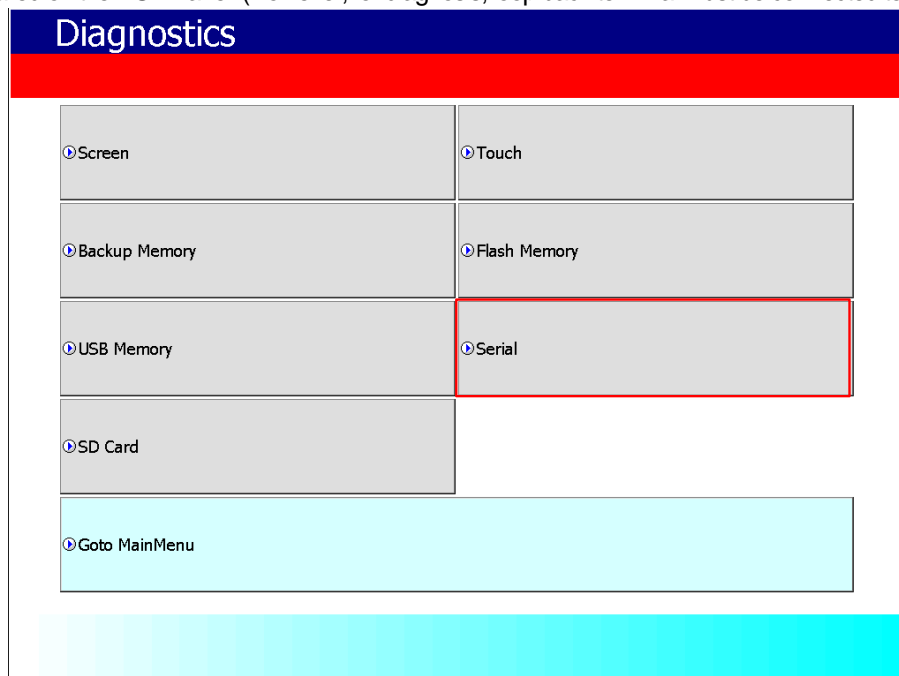 Diagnostics
Screen
Touch
Backup Memory
Flash Memory
USB Memory
Serial
SD Card
Goto MainMenu